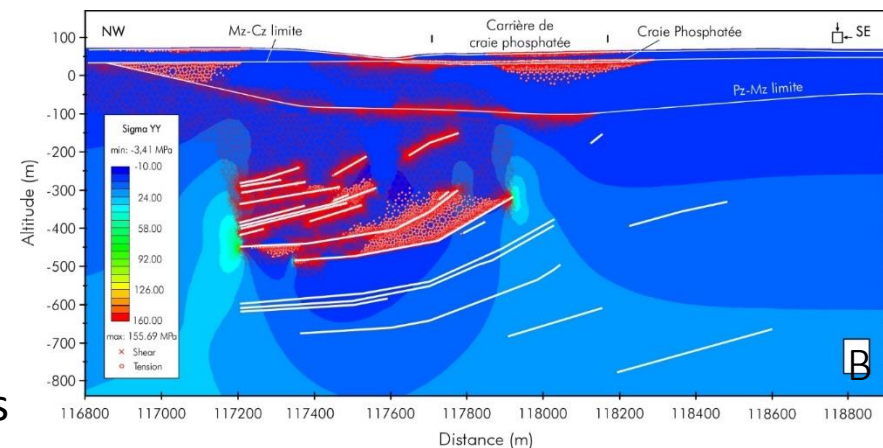 NW
Mz-Cz limite
Carrière de
craie phosphatée
Craie Phosphatée
SE
Pz-Mz limite
Altitude (m)
100
0
-100
-200
-300
-400
-500
-600
-700
-800
Sigma YY
min: -3,41 MPa
-10.00
24.00
58.00
92.00
126.00
160.00
max: 155.69 MPa
× Shear
○ Tension
B
s
116800 117000 117200 117400 117600 117800 118000 118200 118400 118600 118800
Distance (m)